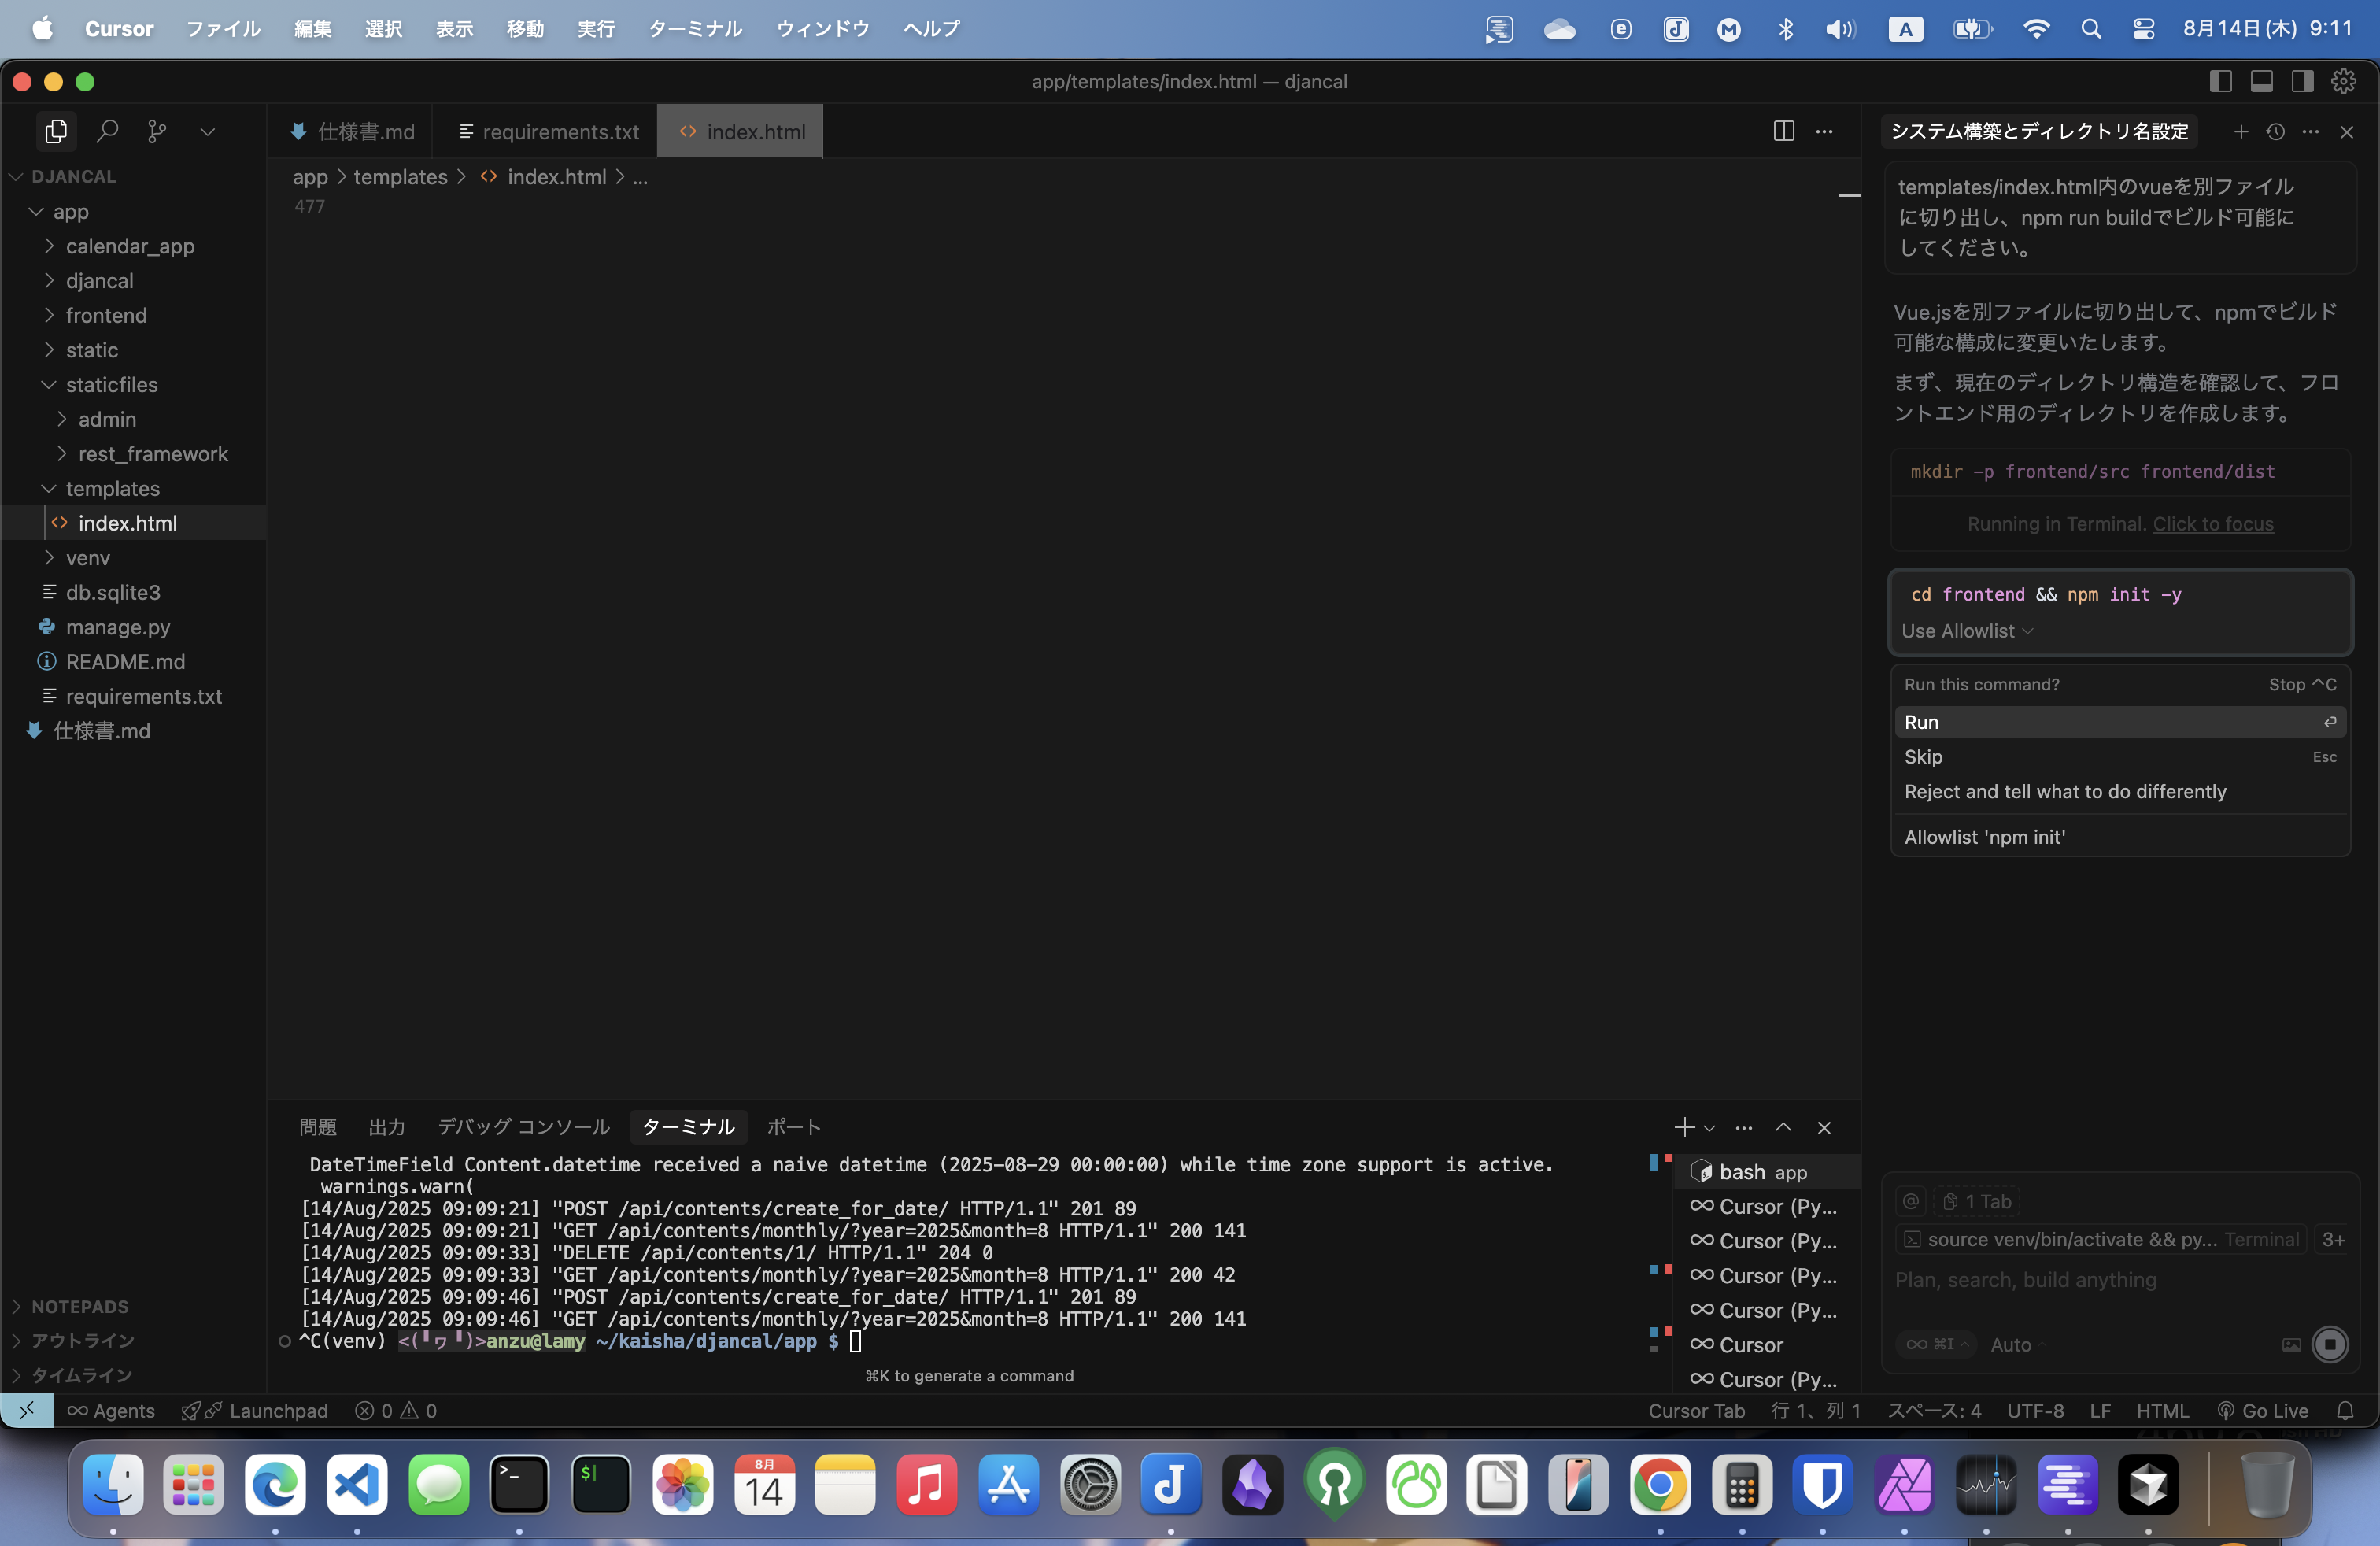 Cursor ファイル 編集 選択 表示 移動 実行 ターミナル ウィンドウ ヘルプ
A 8月14日(木) 9:11
app/templates/index.html — djancal
DJANCAL
app
calendar_app
djancal
frontend
static
staticfiles
admin
rest_framework
templates
index.html
venv
db.sqlite3
manage.py
README.md
requirements.txt
仕様書.md
NOTEPADS
アウトライン
タイムライン
仕様書.md requirements.txt index.html
app > templates > index.html > ...
477
問題 出力 デバッグ コンソール ターミナル ポート
DateTimeField Content.datetime received a naive datetime (2025-08-29 00:00:00) while time zone support is active.
warnings.warn(
[14/Aug/2025 09:09:21] "POST /api/contents/create_for_date/ HTTP/1.1" 201 89
[14/Aug/2025 09:09:21] "GET /api/contents/monthly/?year=2025&month=8 HTTP/1.1" 200 141
[14/Aug/2025 09:09:33] "DELETE /api/contents/1/ HTTP/1.1" 204 0
[14/Aug/2025 09:09:33] "GET /api/contents/monthly/?year=2025&month=8 HTTP/1.1" 200 42
[14/Aug/2025 09:09:46] "POST /api/contents/create_for_date/ HTTP/1.1" 201 89
[14/Aug/2025 09:09:46] "GET /api/contents/monthly/?year=2025&month=8 HTTP/1.1" 200 141
^C(venv) <(╹ヮ╹)>anzu@lamy ~/kaisha/djancal/app $
⌘K to generate a command
bash app
Cursor (Py...
Cursor (Py...
Cursor (Py...
Cursor (Py...
Cursor
Cursor (Py...
システム構築とディレクトリ名設定
templates/index.html内のvueを別ファイル
に切り出し、npm run buildでビルド可能に
してください。
Vue.jsを別ファイルに切り出して、npmでビルド
可能な構成に変更いたします。
まず、現在のディレクトリ構造を確認して、フロ
ントエンド用のディレクトリを作成します。
mkdir -p frontend/src frontend/dist
Running in Terminal. Click to focus
cd frontend && npm init -y
Use Allowlist
Run this command? Stop ^C
Run ⏎
Skip Esc
Reject and tell what to do differently
Allowlist 'npm init'
@ 1 Tab
source venv/bin/activate && py... Terminal 3+
Plan, search, build anything
∞ ⌘I Auto
Agents Launchpad 0 0
Cursor Tab 行 1、列 1 スペース: 4 UTF-8 LF HTML Go Live
8月
14